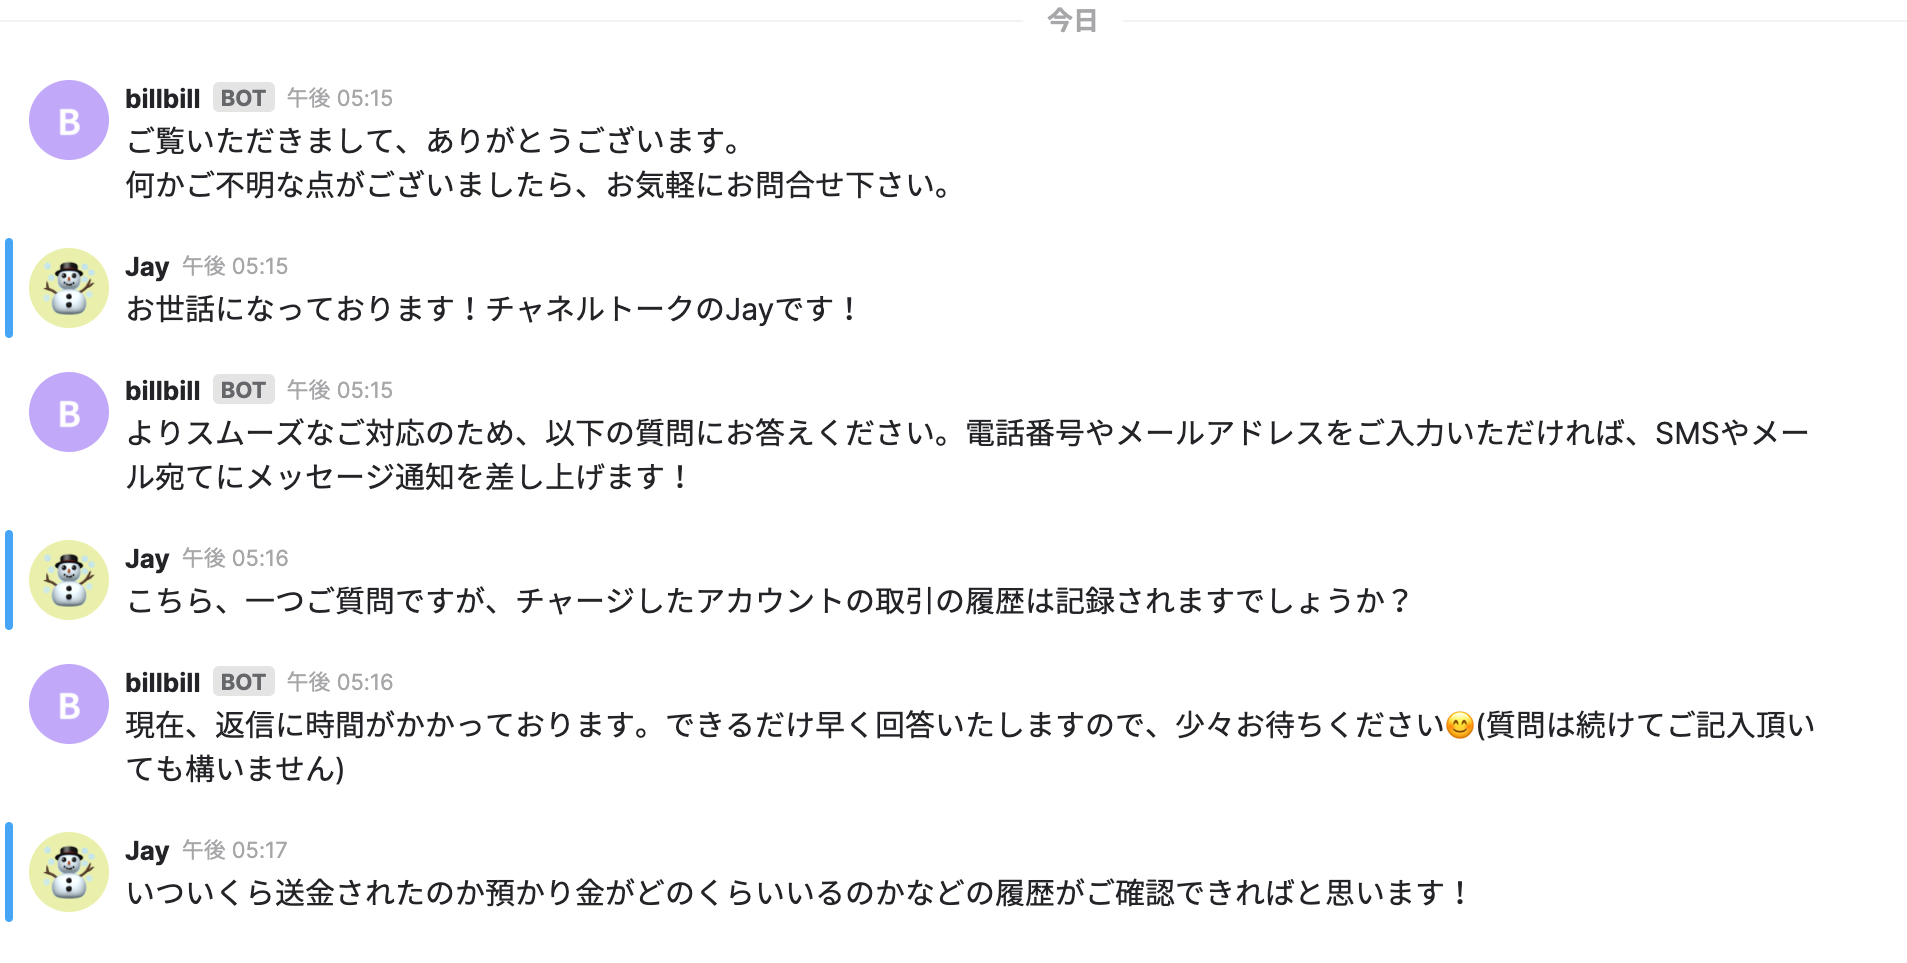 今日
B
billbill BOT 午後 05:15
ご覧いただきまして、ありがとうございます。
何かご不明な点がございましたら、お気軽にお問合せ下さい。
Jay 午後 05:15
お世話になっております！チャネルトークのJayです！
B
billbill BOT 午後 05:15
よりスムーズなご対応のため、以下の質問にお答えください。電話番号やメールアドレスをご入力いただければ、SMSやメー
ル宛てにメッセージ通知を差し上げます！
Jay 午後 05:16
こちら、一つご質問ですが、チャージしたアカウントの取引の履歴は記録されますでしょうか？
B
billbill BOT 午後 05:16
現在、返信に時間がかかっております。できるだけ早く回答いたしますので、少々お待ちください😊(質問は続けてご記入頂い
ても構いません)
Jay 午後 05:17
いついくら送金されたのか預かり金がどのくらいいるのかなどの履歴がご確認できればと思います！